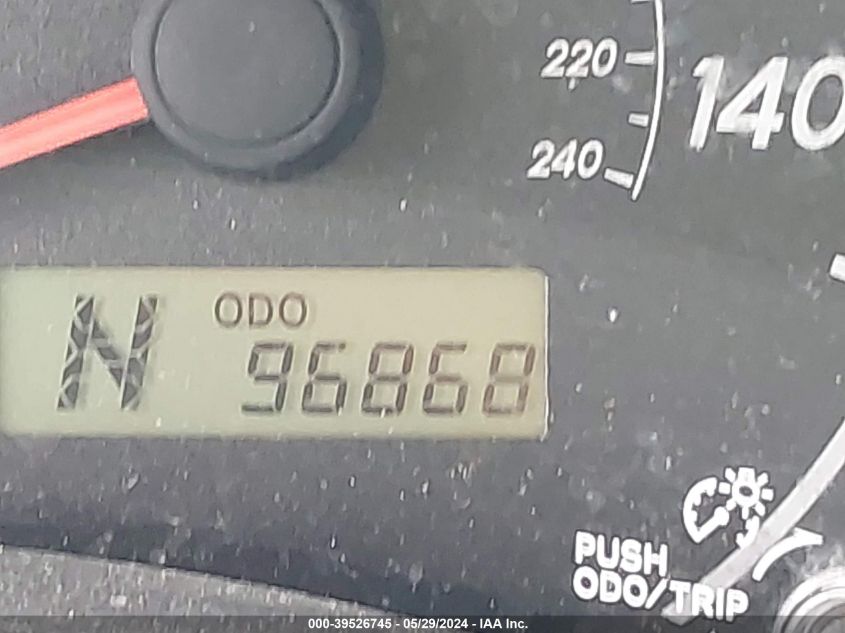 220
140
240
N
ODO
96868
PUSH
ODO/TRIP
000-39526745 - 05/29/2024 - IAA Inc.